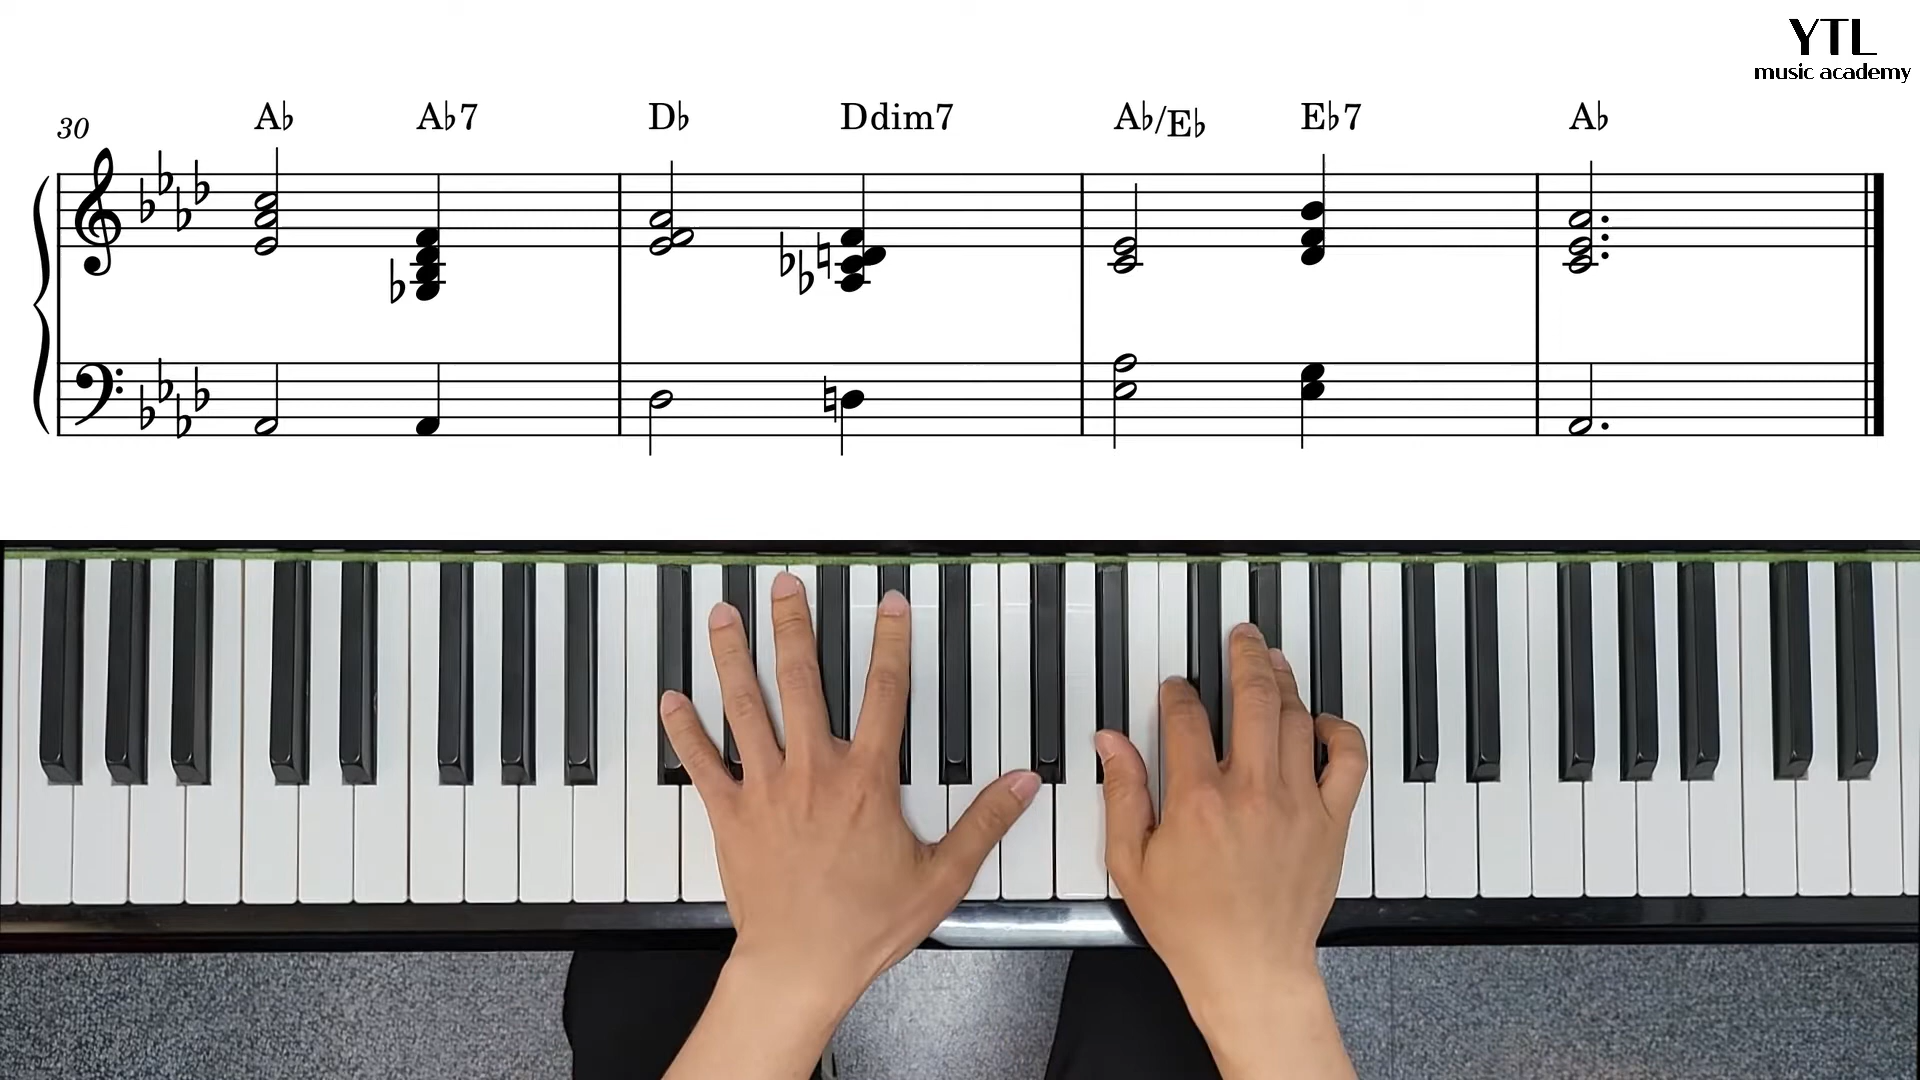 YTL
music academy
30 A♭ A♭7 D♭ Ddim7 A♭/E♭ E♭7 A♭